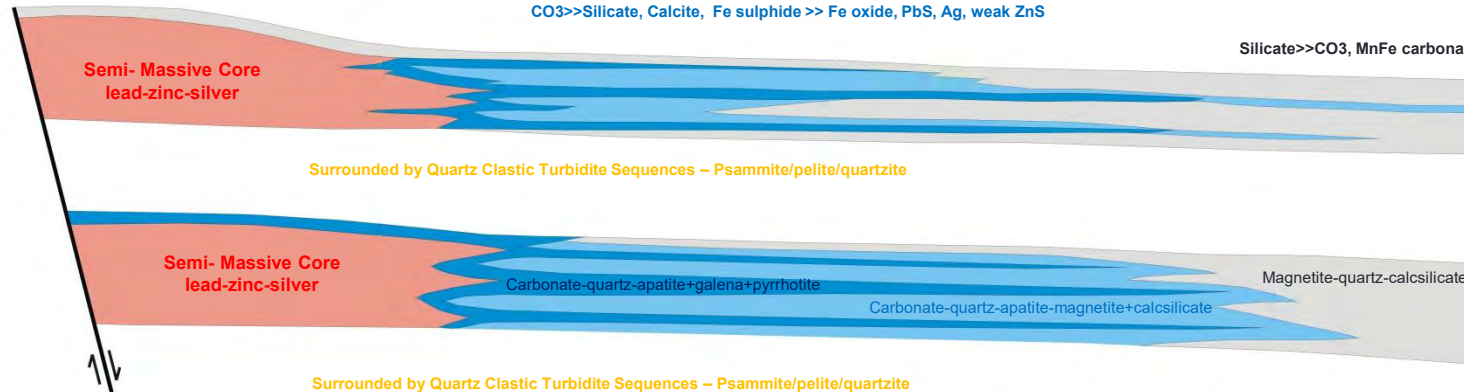 CO3>>Silicate, Calcite, Fe sulphide >> Fe oxide, PbS, Ag, weak ZnS
Silicate>>CO3, MnFe carbona
Semi- Massive Core
lead-zinc-silver
Surrounded by Quartz Clastic Turbidite Sequences – Psammite/pelite/quartzite
Semi- Massive Core
lead-zinc-silver
Carbonate-quartz-apatite+galena+pyrrhotite
Magnetite-quartz-calcsilicate
Carbonate-quartz-apatite-magnetite+calcsilicate
Surrounded by Quartz Clastic Turbidite Sequences – Psammite/pelite/quartzite